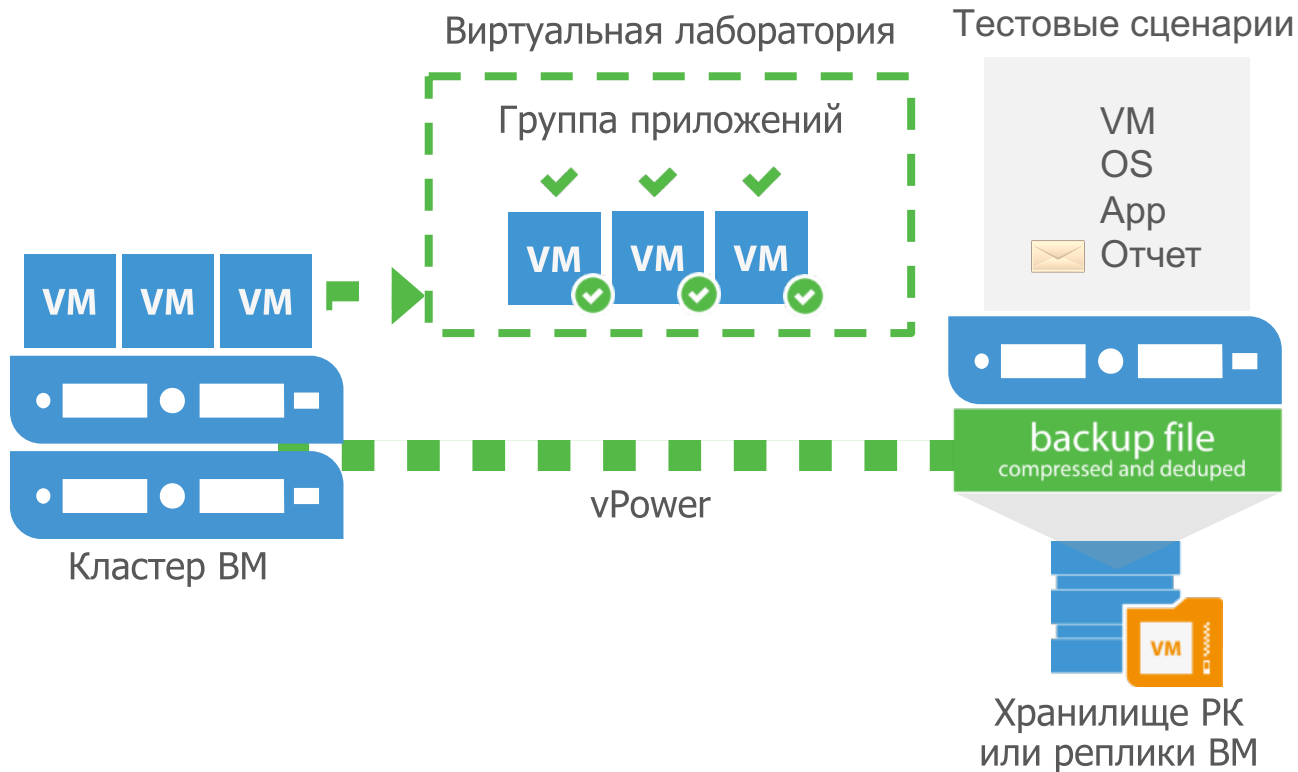 Виртуальная лаборатория
Тестовые сценарии
Группа приложений
VM
OS
App
Отчет
VM VM VM
VM VM VM
backup file
compressed and deduped
vPower
Кластер ВМ
VM
Хранилище РК
или реплики ВМ